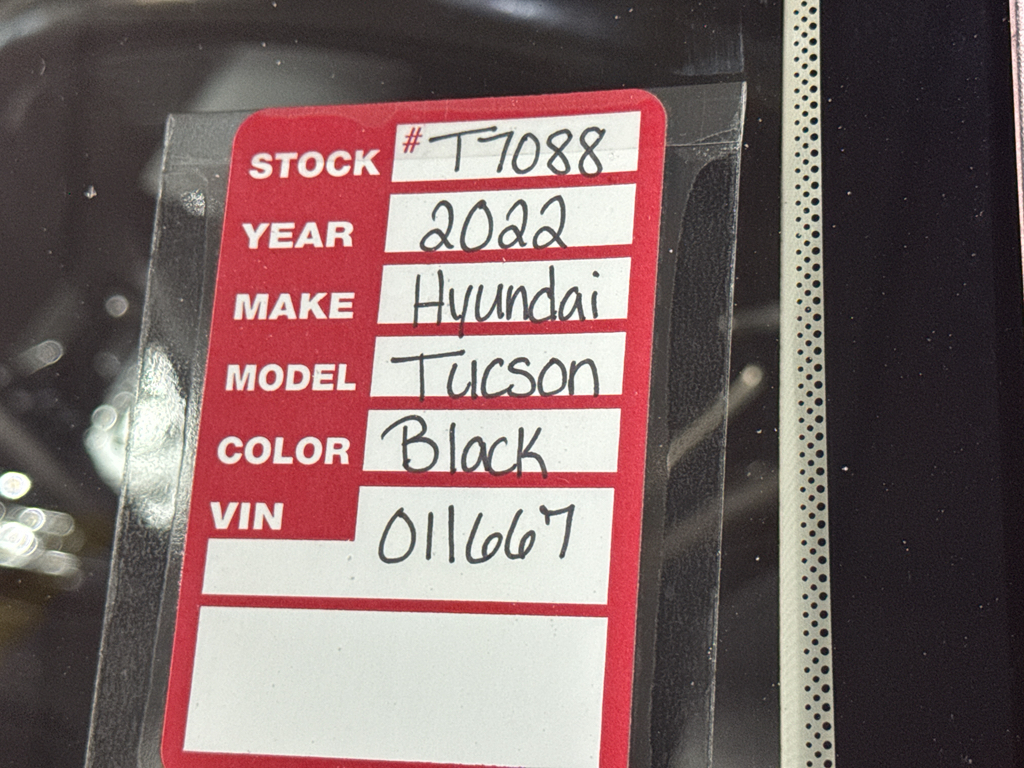 STOCK # T7088
YEAR 2022
MAKE Hyundai
MODEL Tucson
COLOR Black
VIN 011667